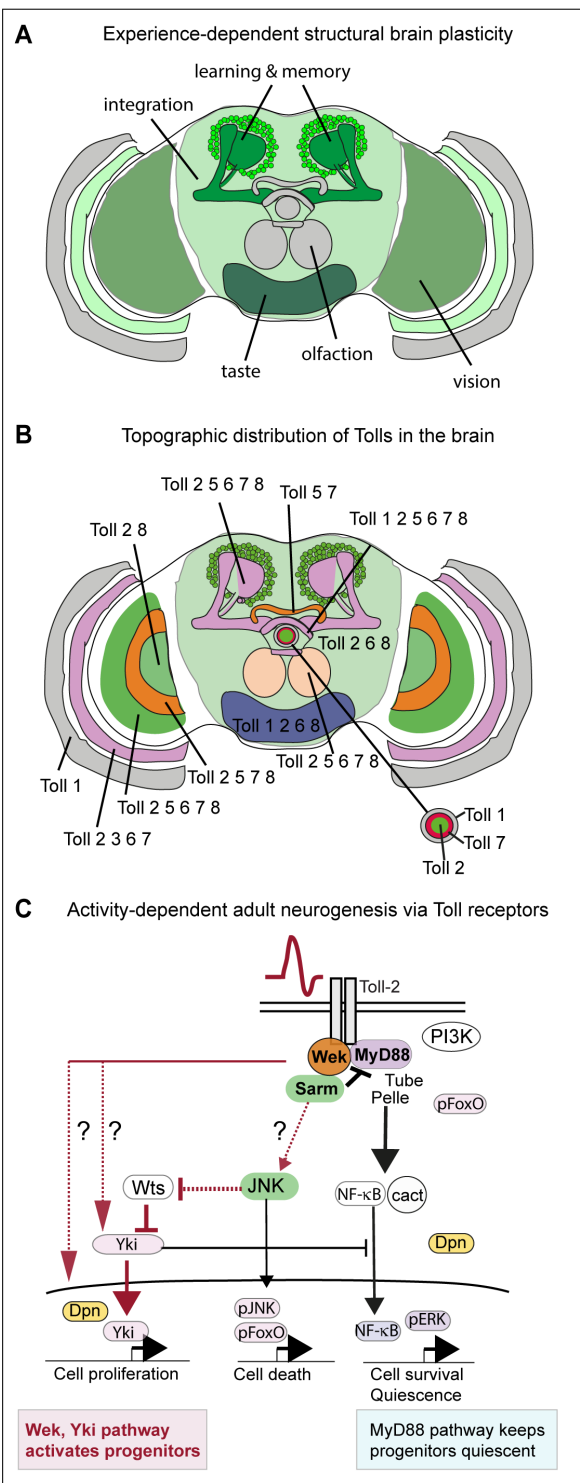 A
Experience-dependent structural brain plasticity
learning & memory
integration
taste
olfaction
vision
B
Topographic distribution of Tolls in the brain
Toll 2 5 6 7 8
Toll 5 7
Toll 1 2 5 6 7 8
Toll 2 8
Toll 2 6 8
Toll 1 2 6 8
Toll 2 5 7 8
Toll 2 5 6 7 8
Toll 1
Toll 2 5 6 7 8
Toll 2 3 6 7
Toll 1
Toll 7
Toll 2
C
Activity-dependent adult neurogenesis via Toll receptors
Toll-2
PI3K
Wek
MyD88
Sarm
Tube
Pelle
pFoxO
?
?
?
Wts
JNK
NF-κB
cact
Yki
Dpn
Dpn
Yki
pJNK
pFoxO
NF-κB
pERK
Cell proliferation
Cell death
Cell survival
Quiescence
Wek, Yki pathway
activates progenitors
MyD88 pathway keeps
progenitors quiescent